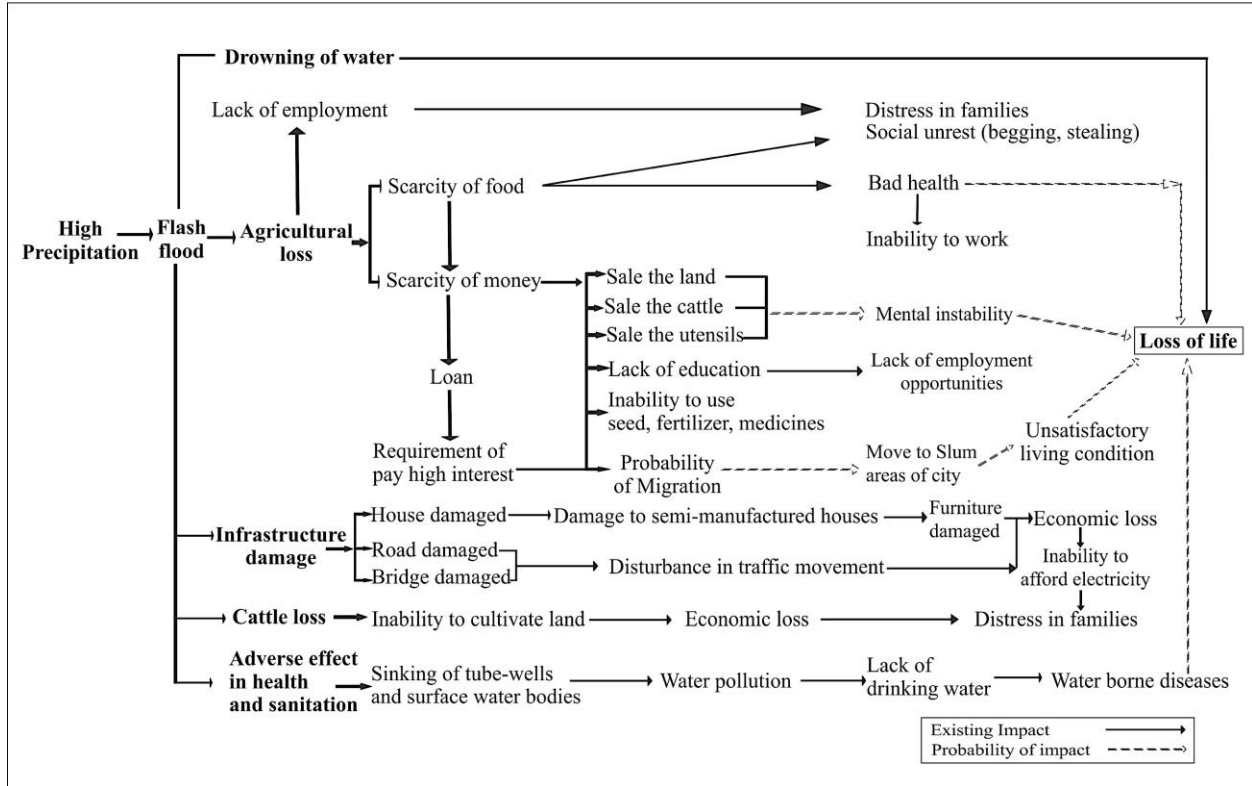 Drowning of water
Lack of employment
Distress in families
Social unrest (begging, stealing)
Scarcity of food
Bad health
High
Precipitation
Flash
flood
Agricultural
loss
Inability to work
Scarcity of money
Sale the land
Sale the cattle
Sale the utensils
Mental instability
Loss of life
Loan
Lack of education
Lack of employment
opportunities
Inability to use
seed, fertilizer, medicines
Requirement of
pay high interest
Probability
of Migration
Move to Slum
areas of city
Unsatisfactory
living condition
Infrastructure
damage
House damaged
Damage to semi-manufactured houses
Furniture
damaged
Economic loss
Road damaged
Bridge damaged
Disturbance in traffic movement
Inability to
afford electricity
Cattle loss
Inability to cultivate land
Economic loss
Distress in families
Adverse effect
in health
and sanitation
Sinking of tube-wells
and surface water bodies
Water pollution
Lack of
drinking water
Water borne diseases
Existing Impact
Probability of impact